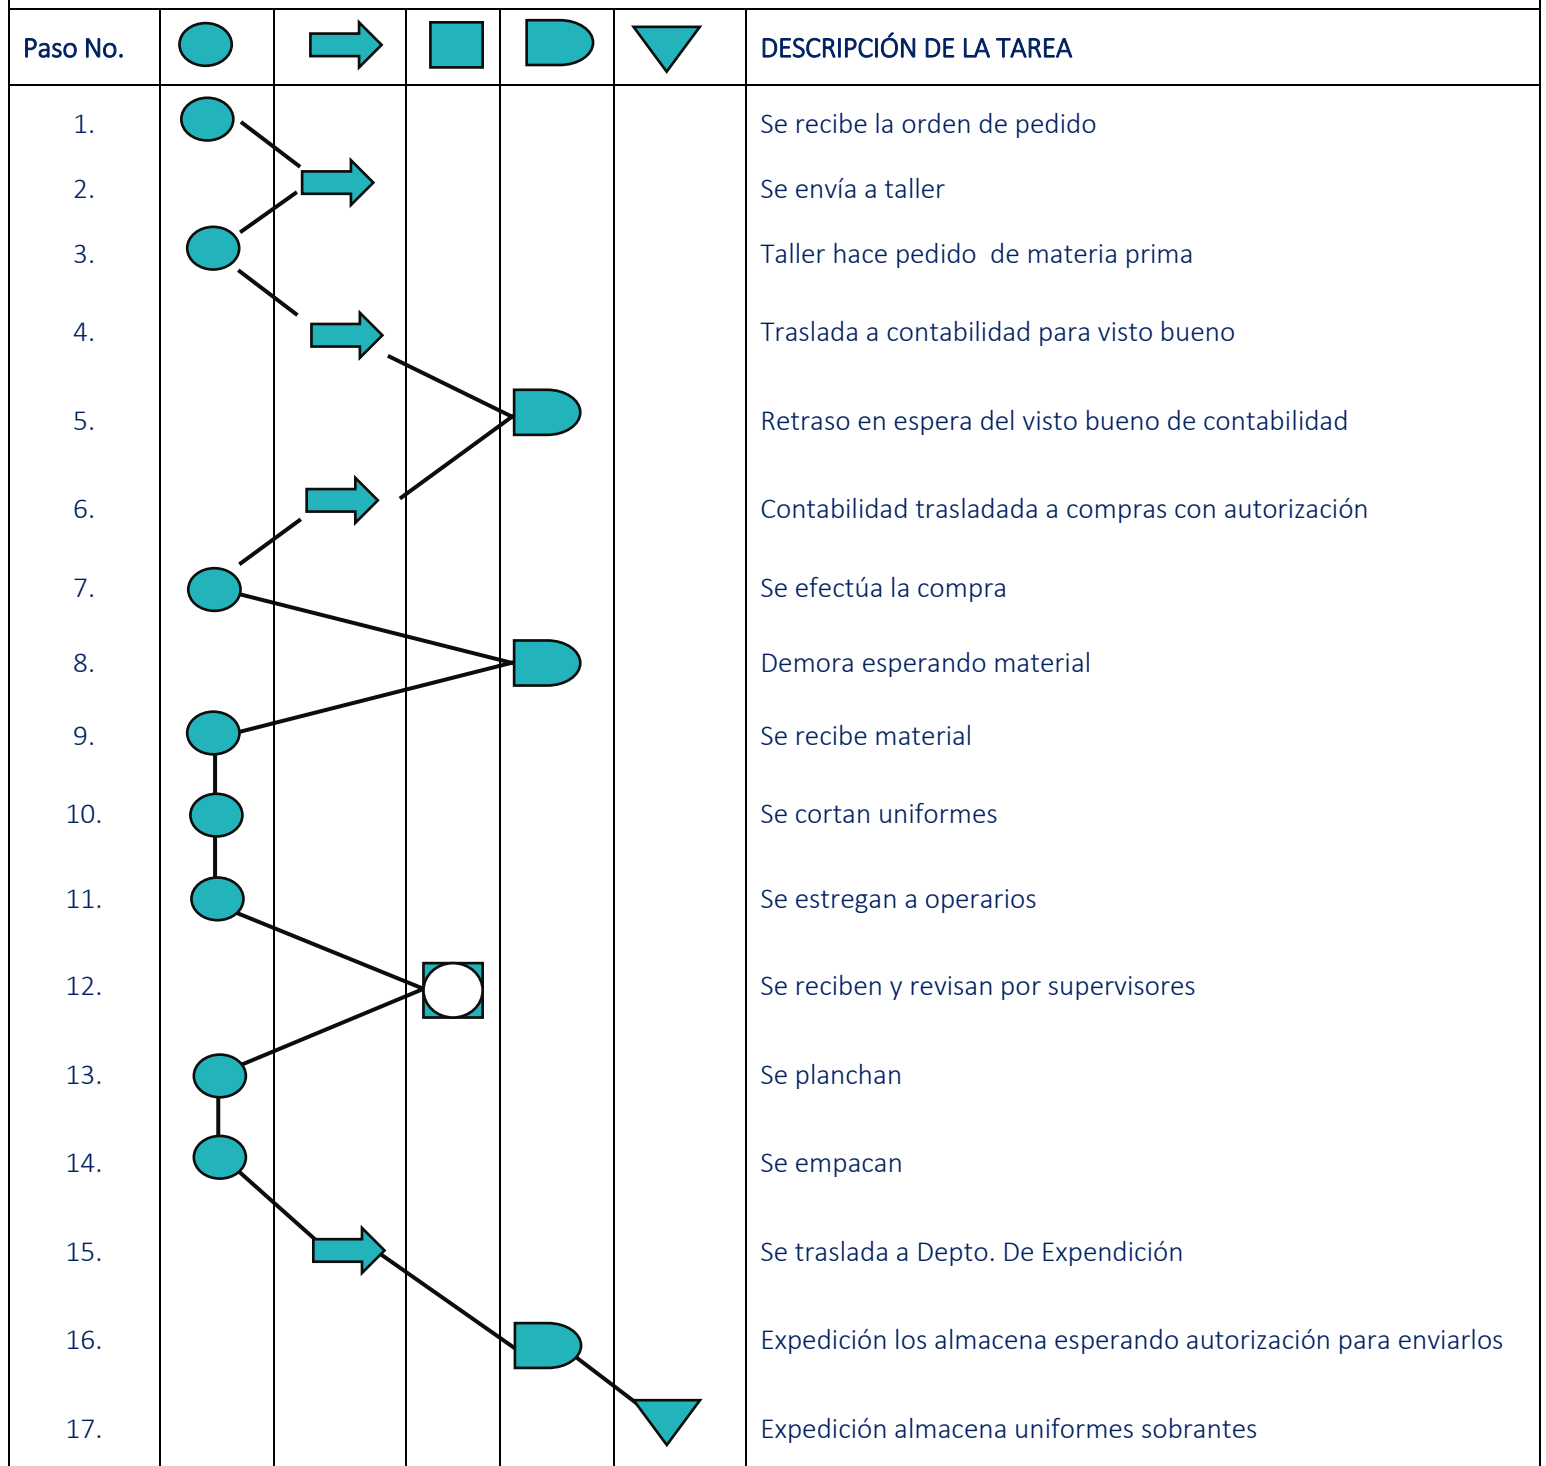 Paso No. DESCRIPCIÓN DE LA TAREA
1. Se recibe la orden de pedido
2. Se envía a taller
3. Taller hace pedido  de materia prima
4. Traslada a contabilidad para visto bueno
5. Retraso en espera del visto bueno de contabilidad
6. Contabilidad trasladada a compras con autorización
7. Se efectúa la compra
8. Demora esperando material
9. Se recibe material
10. Se cortan uniformes
11. Se estregan a operarios
12. Se reciben y revisan por supervisores
13. Se planchan
14. Se empacan
15. Se traslada a Depto. De Expendición
16. Expedición los almacena esperando autorización para enviarlos
17. Expedición almacena uniformes sobrantes